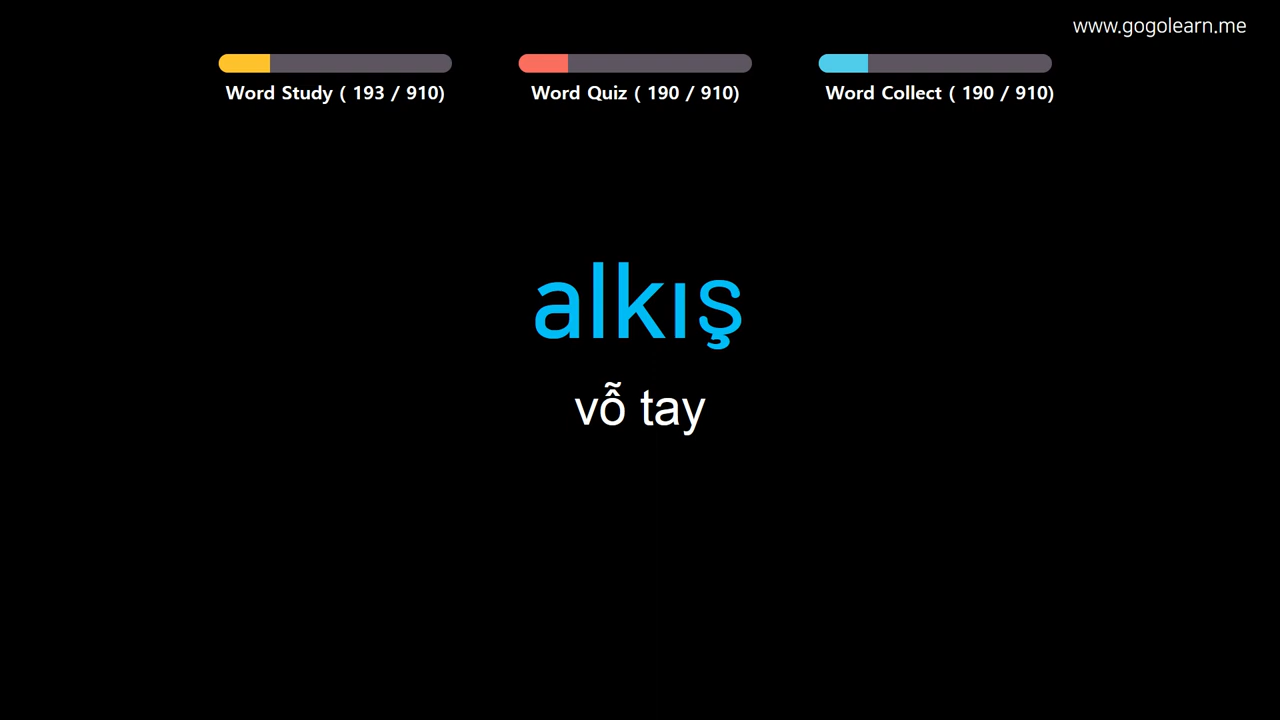 www.gogolearn.me
Word Study ( 193 / 910)
Word Quiz ( 190 / 910)
Word Collect ( 190 / 910)
alkış
vỗ tay